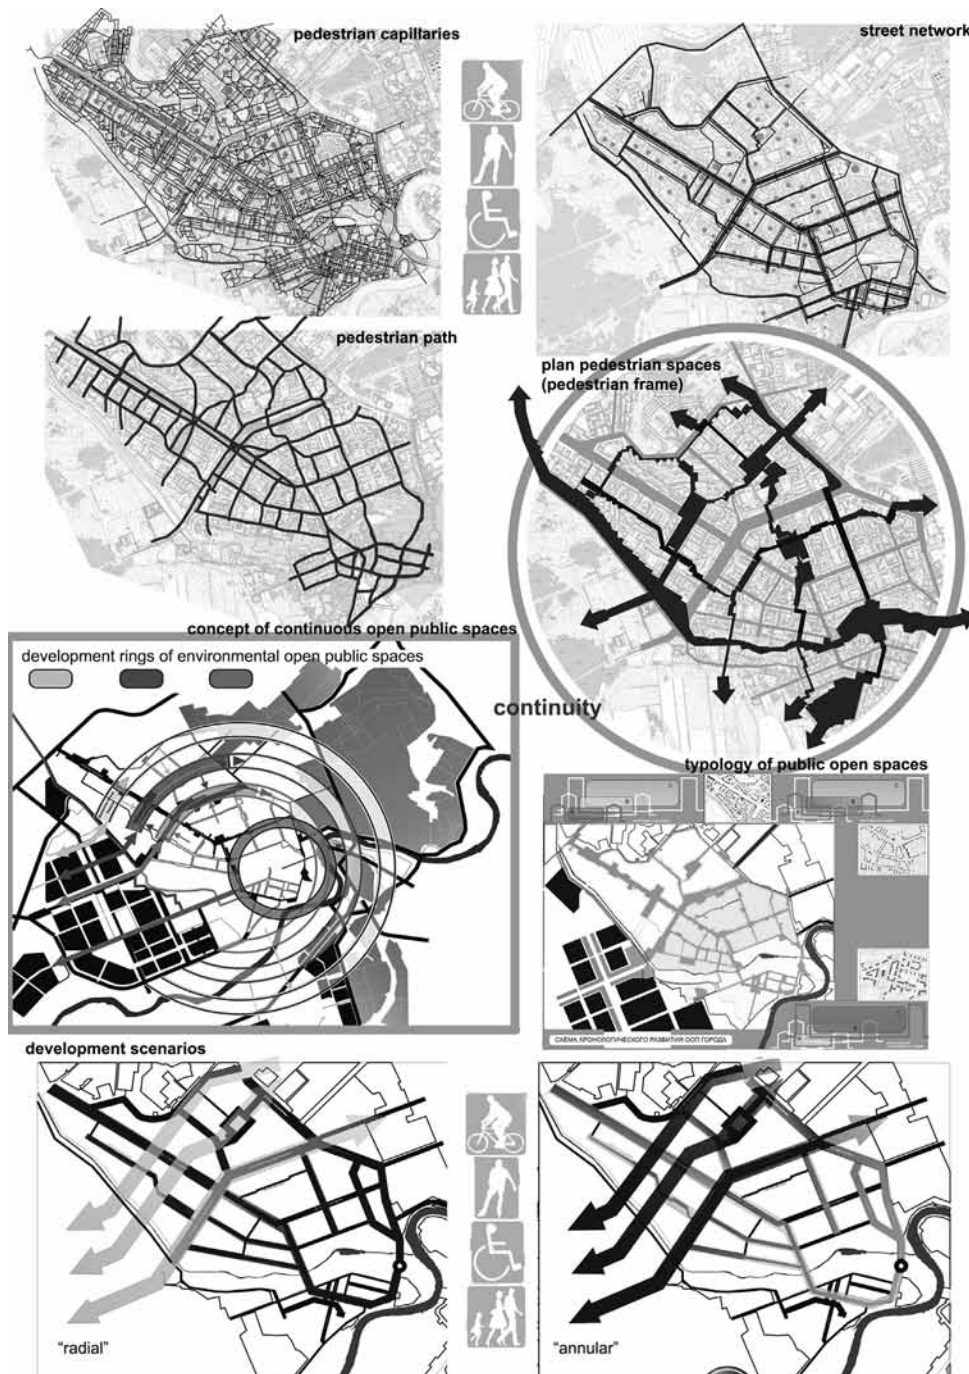 pedestrian capillaries
street network
pedestrian path
plan pedestrian spaces
(pedestrian frame)
concept of continuous open public spaces
development rings of environmental open public spaces
continuity
typology of public open spaces
СХЕМА ХРОНОЛОГИЧЕСКОГО РАЗВИТИЯ ООП ГОРОДА
development scenarios
“radial”
“annular”